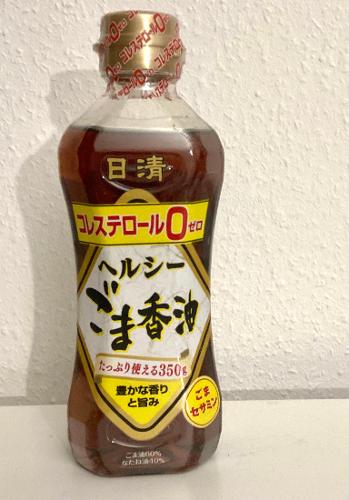 コレステロール0
日清
コレステロール0ゼロ
ヘルシー
ごま香油
たっぷり使える350g
豊かな香り
と旨み
ごま
セサミン
ごま油60%
なたね油40%